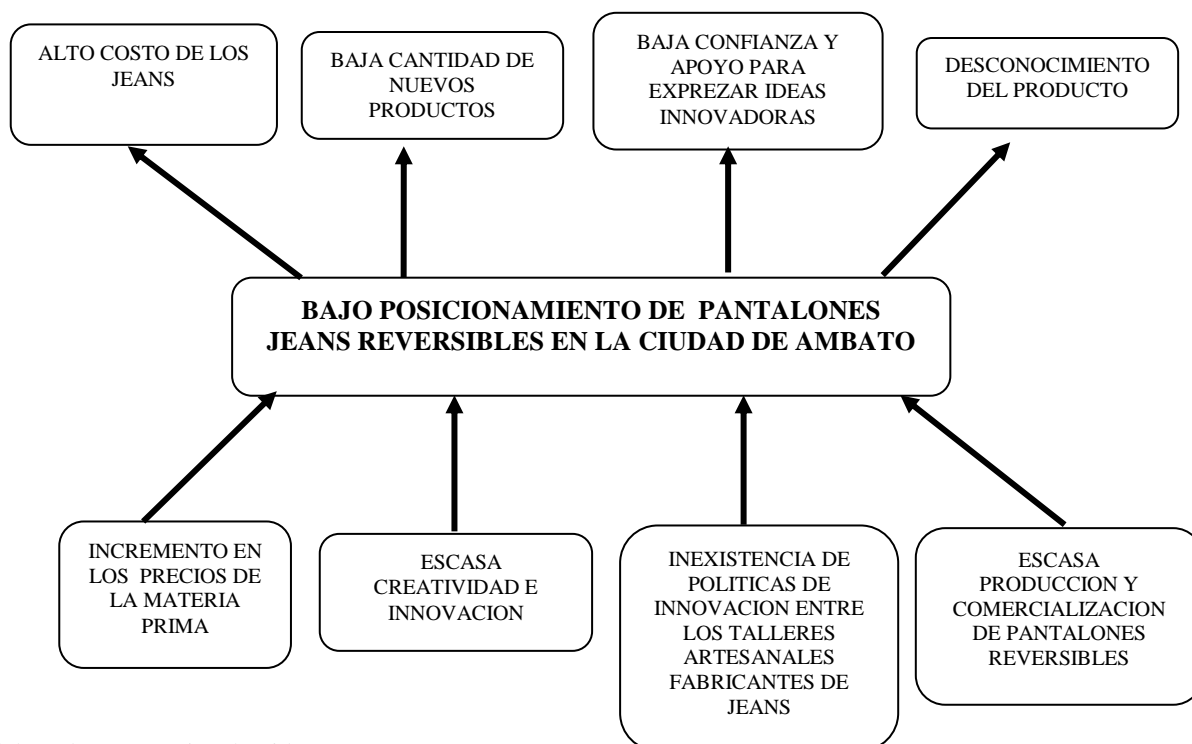 ALTO COSTO DE LOS
JEANS
BAJA CANTIDAD DE
NUEVOS
PRODUCTOS
BAJA CONFIANZA Y
APOYO PARA
EXPREZAR IDEAS
INNOVADORAS
DESCONOCIMIENTO
DEL PRODUCTO
BAJO POSICIONAMIENTO DE PANTALONES
JEANS REVERSIBLES EN LA CIUDAD DE AMBATO
INCREMENTO EN
LOS PRECIOS DE
LA MATERIA
PRIMA
ESCASA
CREATIVIDAD E
INNOVACION
INEXISTENCIA DE
POLITICAS DE
INNOVACION ENTRE
LOS TALLERES
ARTESANALES
FABRICANTES DE
JEANS
ESCASA
PRODUCCION Y
COMERCIALIZACION
DE PANTALONES
REVERSIBLES